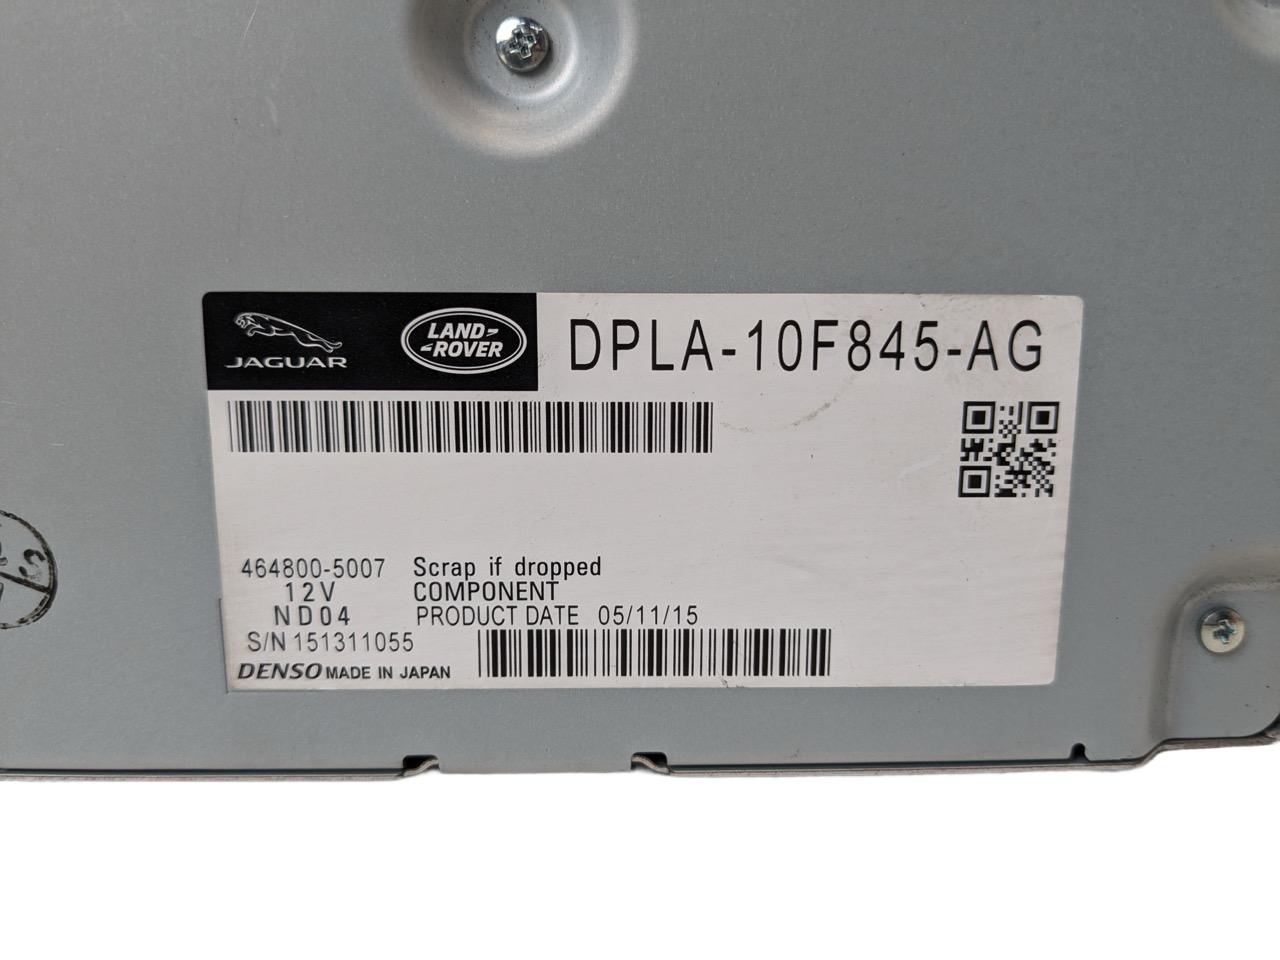 JAGUAR
LAND-
-ROVER
DPLA-10F845-AG
464800-5007 Scrap if dropped
12V COMPONENT
ND04 PRODUCT DATE 05/11/15
S/N 151311055
DENSO MADE IN JAPAN